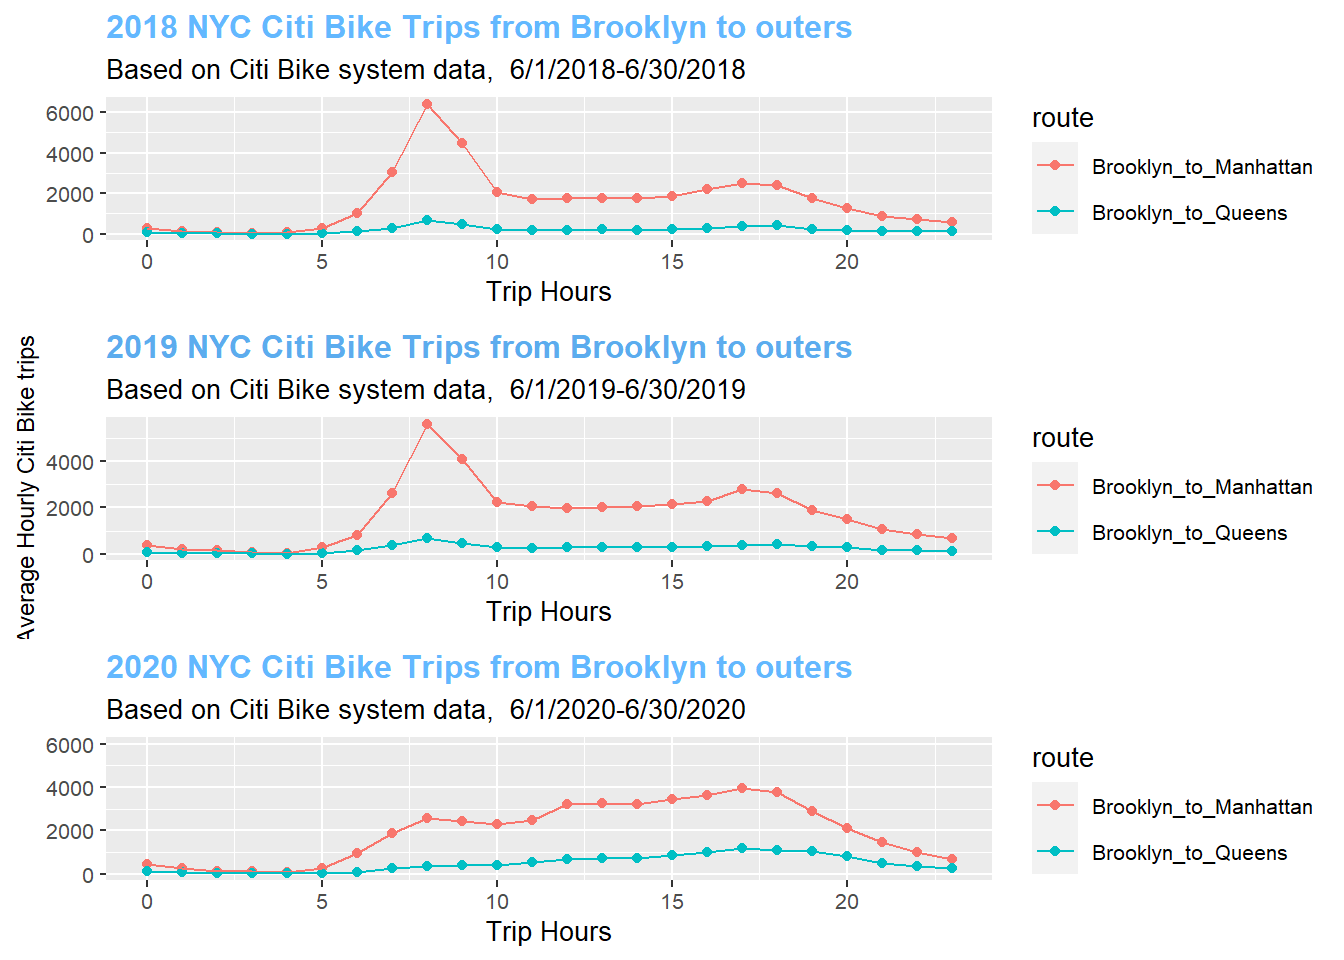 2018 NYC Citi Bike Trips from Brooklyn to outers
Based on Citi Bike system data,  6/1/2018-6/30/2018
6000
4000
2000
0
0 5 10 15 20
Trip Hours
route
Brooklyn_to_Manhattan
Brooklyn_to_Queens
Average Hourly Citi Bike trips
2019 NYC Citi Bike Trips from Brooklyn to outers
Based on Citi Bike system data,  6/1/2019-6/30/2019
4000
2000
0
0 5 10 15 20
Trip Hours
route
Brooklyn_to_Manhattan
Brooklyn_to_Queens
2020 NYC Citi Bike Trips from Brooklyn to outers
Based on Citi Bike system data,  6/1/2020-6/30/2020
6000
4000
2000
0
0 5 10 15 20
Trip Hours
route
Brooklyn_to_Manhattan
Brooklyn_to_Queens